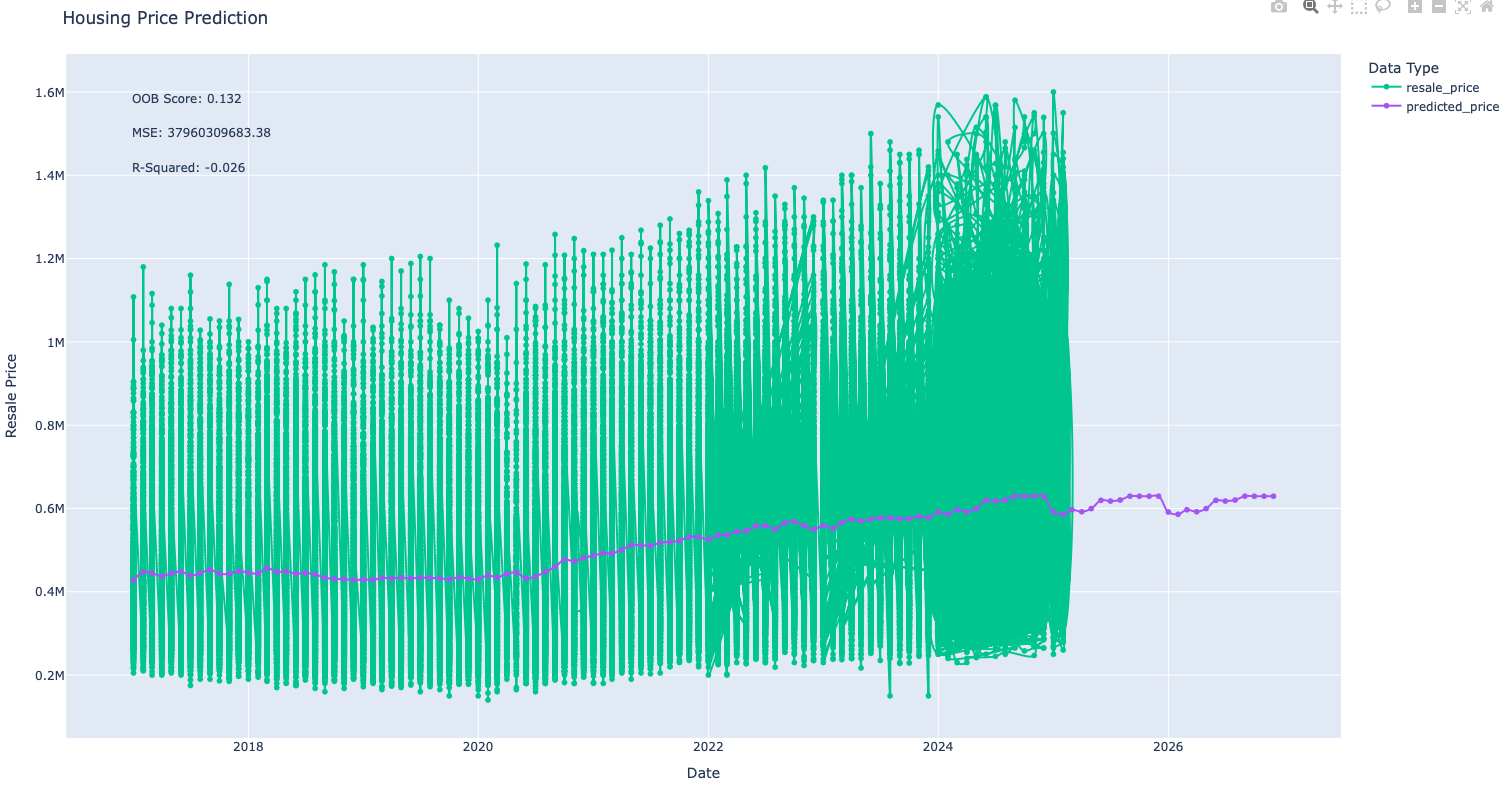 Housing Price Prediction
Data Type
resale_price
predicted_price
OOB Score: 0.132
MSE: 37960309683.38
R-Squared: -0.026
1.6M
1.4M
1.2M
1M
0.8M
0.6M
0.4M
0.2M
Resale Price
2018
2020
2022
2024
2026
Date